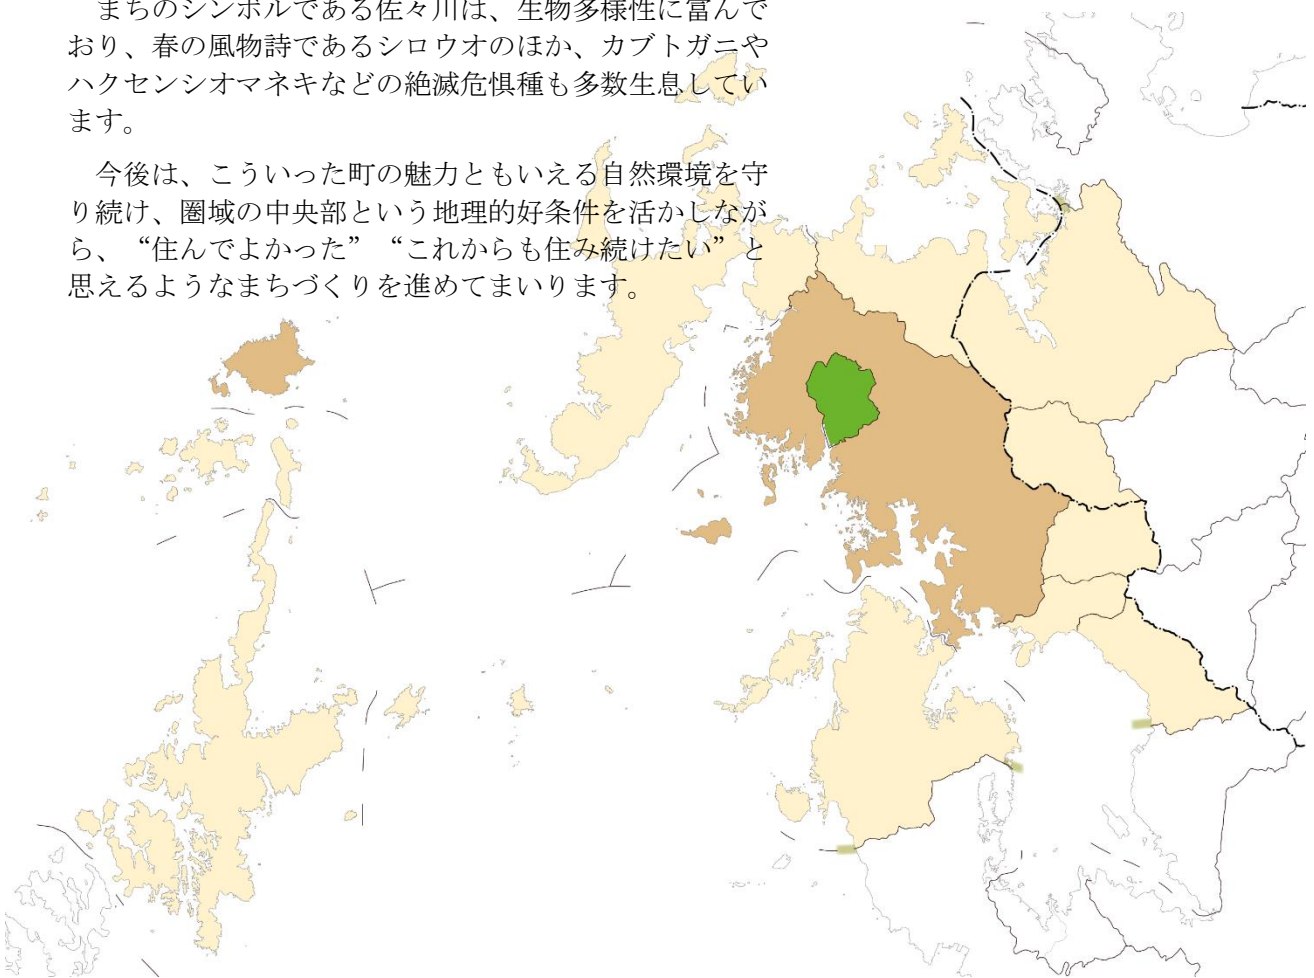 まちのシンボルである佐々川は、生物多様性に富んで
おり、春の風物詩であるシロウオのほか、カブトガニや
ハクセンシオマネキなどの絶滅危惧種も多数生息してい
ます。
今後は、こういった町の魅力ともいえる自然環境を守
り続け、圏域の中央部という地理的好条件を活かしなが
ら、“住んでよかった”“これからも住み続けたい”と
思えるようなまちづくりを進めてまいります。